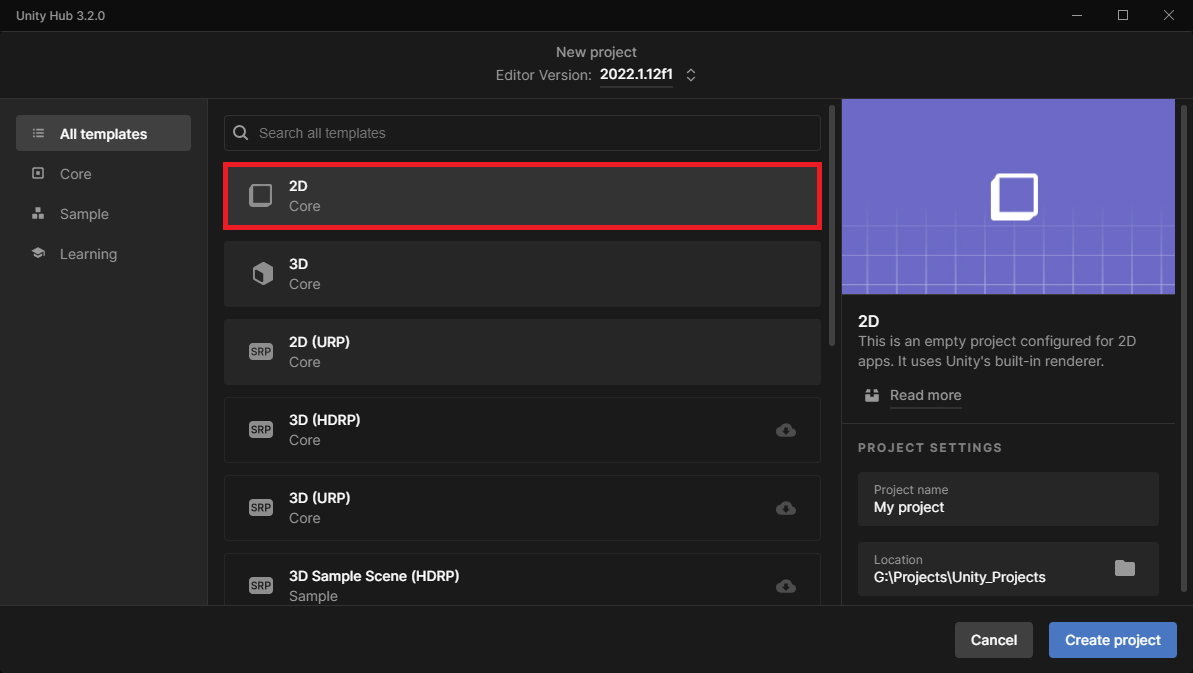 Unity Hub 3.2.0
New project
Editor Version: 2022.1.12f1
All templates
Core
Sample
Learning
Search all templates
2D
Core
3D
Core
SRP
2D (URP)
Core
SRP
3D (HDRP)
Core
SRP
3D (URP)
Core
SRP
3D Sample Scene (HDRP)
Sample
2D
This is an empty project configured for 2D
apps. It uses Unity's built-in renderer.
Read more
PROJECT SETTINGS
Project name
My project
Location
G:\Projects\Unity_Projects
Cancel
Create project